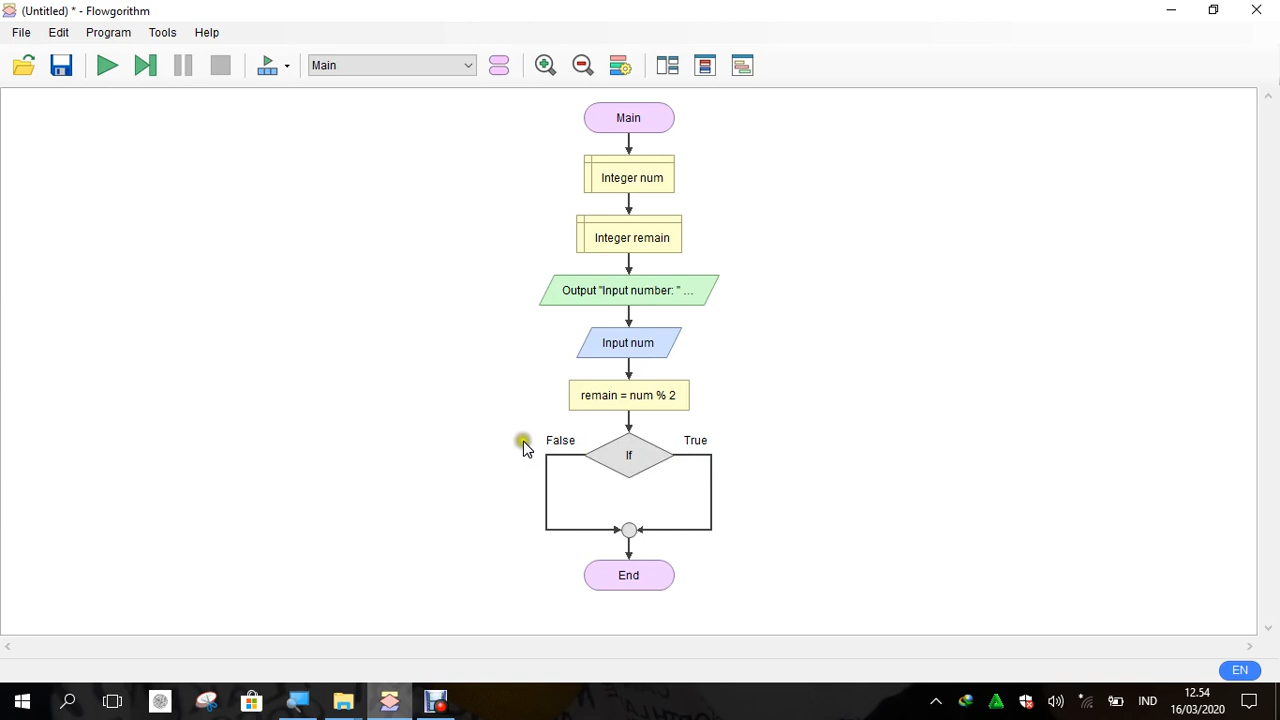 (Untitled) * - Flowgorithm
File Edit Program Tools Help
Main
Main
Integer num
Integer remain
Output "Input number: " ...
Input num
remain = num % 2
False
True
If
End
EN
IND
12.54
16/03/2020